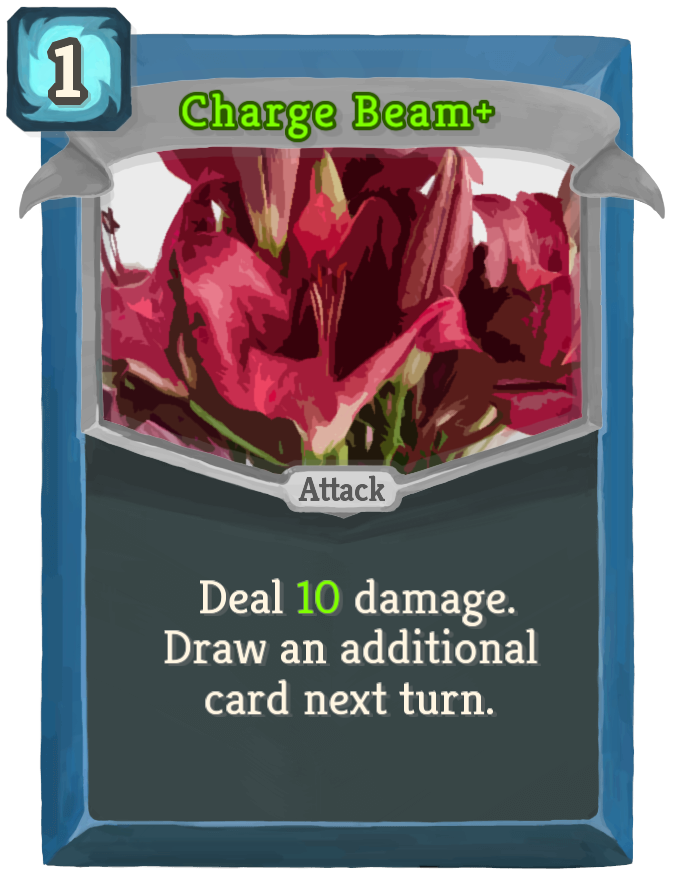 1
Charge Beam+
Attack
Deal 10 damage.
Draw an additional
card next turn.